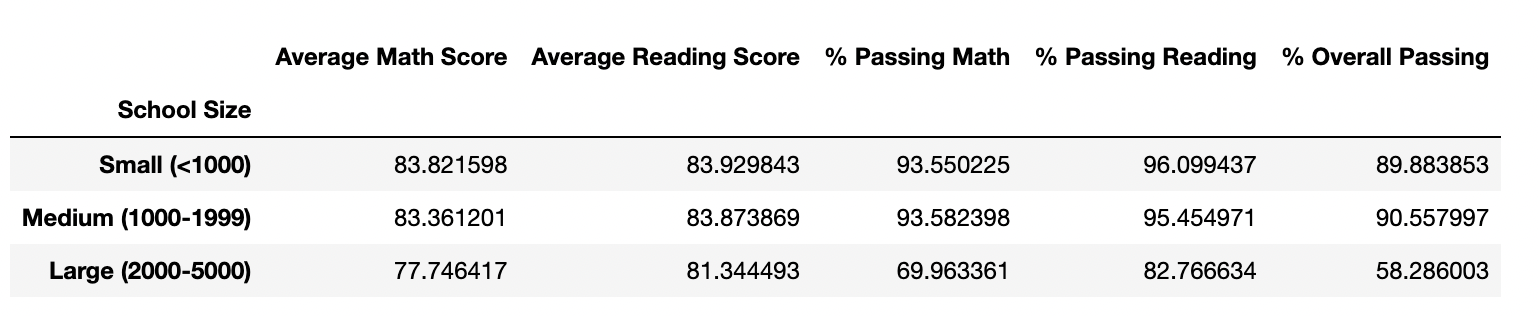 Average Math Score Average Reading Score % Passing Math % Passing Reading % Overall Passing
School Size
Small (<1000) 83.821598 83.929843 93.550225 96.099437 89.883853
Medium (1000-1999) 83.361201 83.873869 93.582398 95.454971 90.557997
Large (2000-5000) 77.746417 81.344493 69.963361 82.766634 58.286003